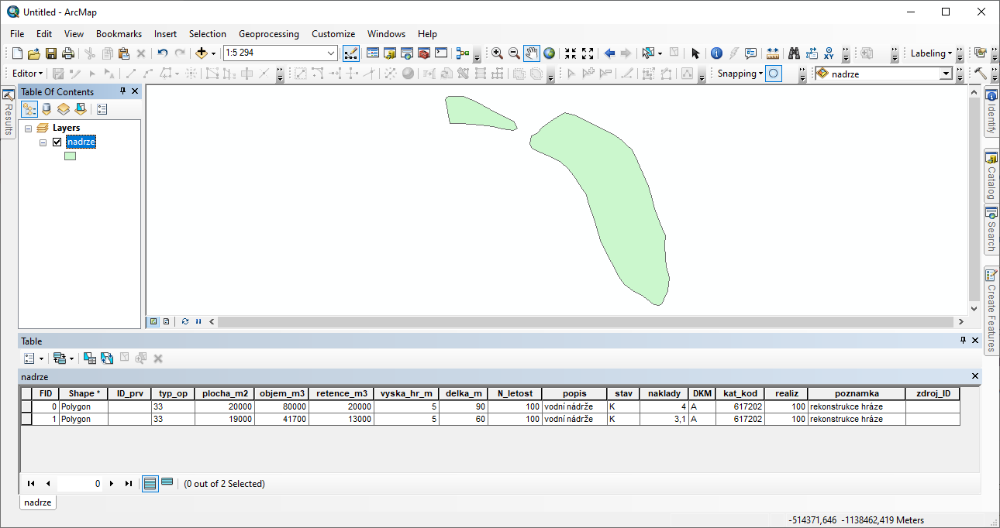 Untitled - ArcMap
File Edit View Bookmarks Insert Selection Geoprocessing Customize Windows Help
1:5 294 Labeling
Editor Snapping nadrze
Results
Table Of Contents
Layers
nadrze
Identify
Catalog
Search
Create Features
Table
nadrze
FID Shape * ID_prv typ_op plocha_m2 objem_m3 retence_m3 vyska_hr_m delka_m N_letost popis stav naklady DKM kat_kod realiz poznamka zdroj_ID
0 Polygon 33 20000 80000 20000 5 90 100 vodní nádrže K 4 A 617202 100 rekonstrukce hráze
1 Polygon 33 19000 41700 13000 5 60 100 vodní nádrže K 3,1 A 617202 100 rekonstrukce hráze
0 (0 out of 2 Selected)
nadrze
-514371,646 -1138462,419 Meters